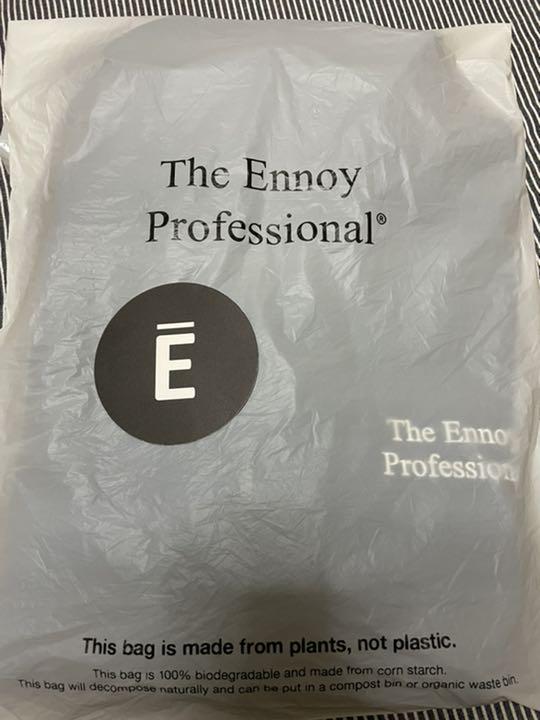 The Ennoy
Professional®
Ē
The Enno
Profession
This bag is made from plants, not plastic.
This bag is 100% biodegradable and made from corn starch.
This bag will decompose naturally and can be put in a compost bin or organic waste bin.